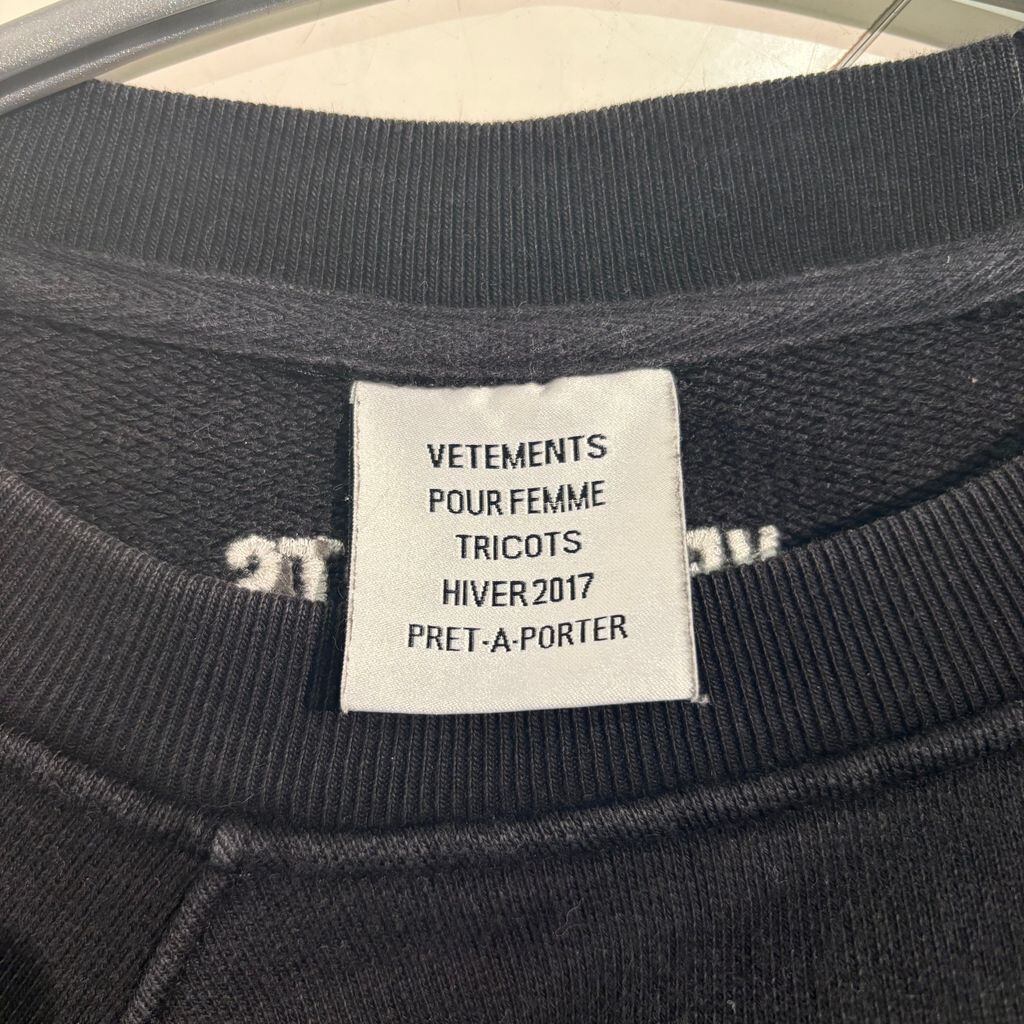 VETEMENTS
POUR FEMME
TRICOTS
HIVER 2017
PRET-A-PORTER